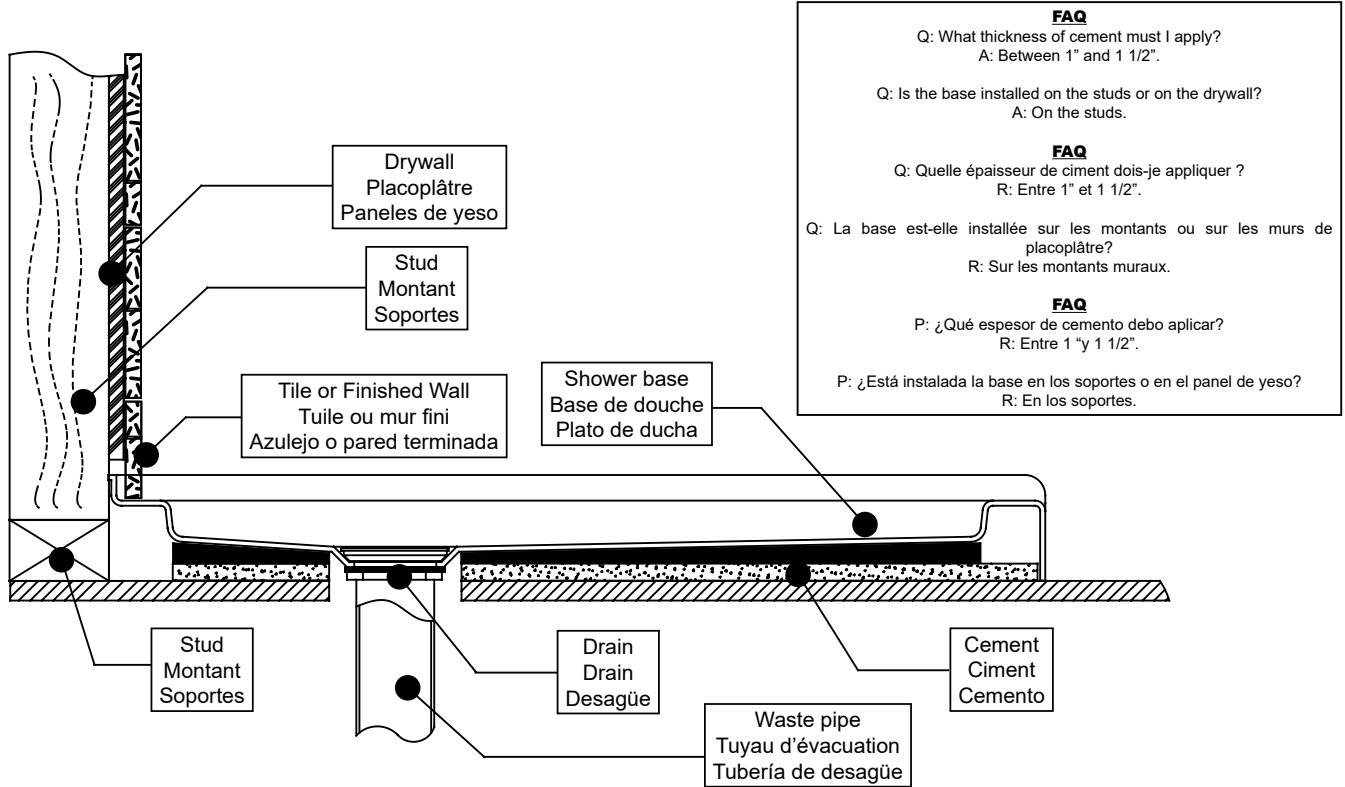 FAQ
Q: What thickness of cement must I apply?
A: Between 1” and 1 1/2”.
Q: Is the base installed on the studs or on the drywall?
A: On the studs.
FAQ
Q: Quelle épaisseur de ciment dois-je appliquer ?
R: Entre 1” et 1 1/2”.
Q: La base est-elle installée sur les montants ou sur les murs de
placoplâtre?
R: Sur les montants muraux.
FAQ
P: ¿Qué espesor de cemento debo aplicar?
R: Entre 1 “y 1 1/2”.
P: ¿Está instalada la base en los soportes o en el panel de yeso?
R: En los soportes.
Drywall
Placoplâtre
Paneles de yeso
Stud
Montant
Soportes
Tile or Finished Wall
Tuile ou mur fini
Azulejo o pared terminada
Shower base
Base de douche
Plato de ducha
Stud
Montant
Soportes
Drain
Drain
Desagüe
Cement
Ciment
Cemento
Waste pipe
Tuyau d’évacuation
Tubería de desagüe